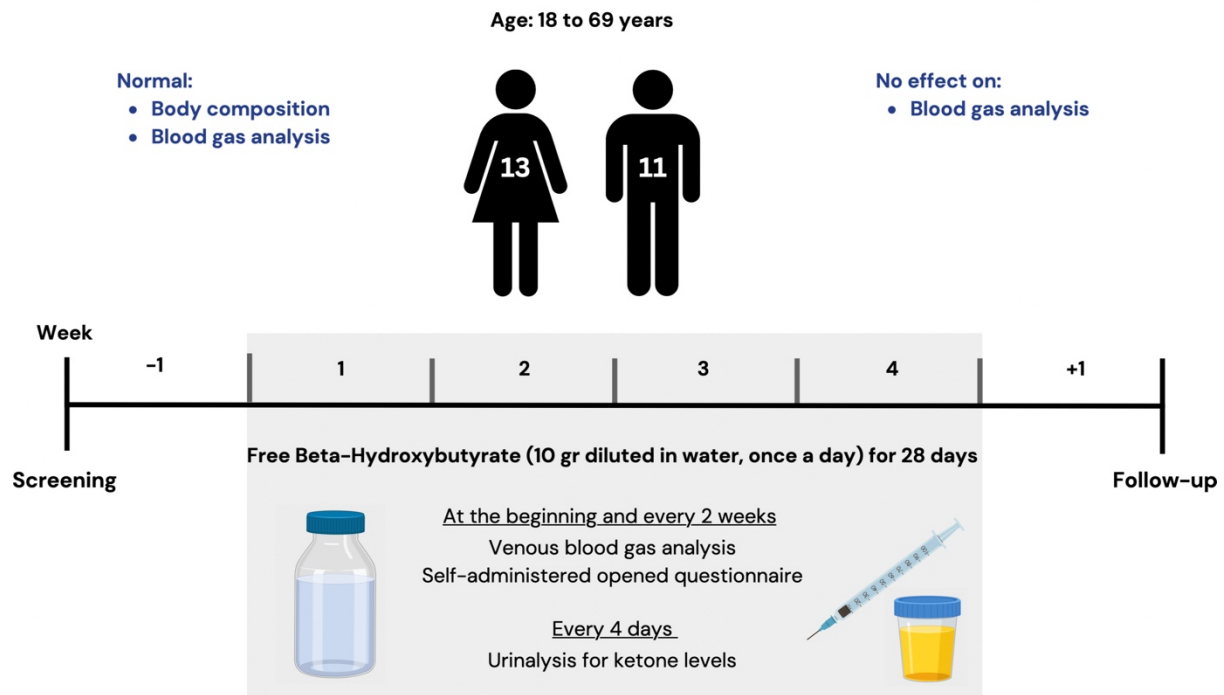 Age: 18 to 69 years
Normal:
• Body composition
• Blood gas analysis
No effect on:
• Blood gas analysis
13
11
Week
-1
1
2
3
4
+1
Screening
Follow-up
Free Beta-Hydroxybutyrate (10 gr diluted in water, once a day) for 28 days
At the beginning and every 2 weeks
Venous blood gas analysis
Self-administered opened questionnaire
Every 4 days
Urinalysis for ketone levels